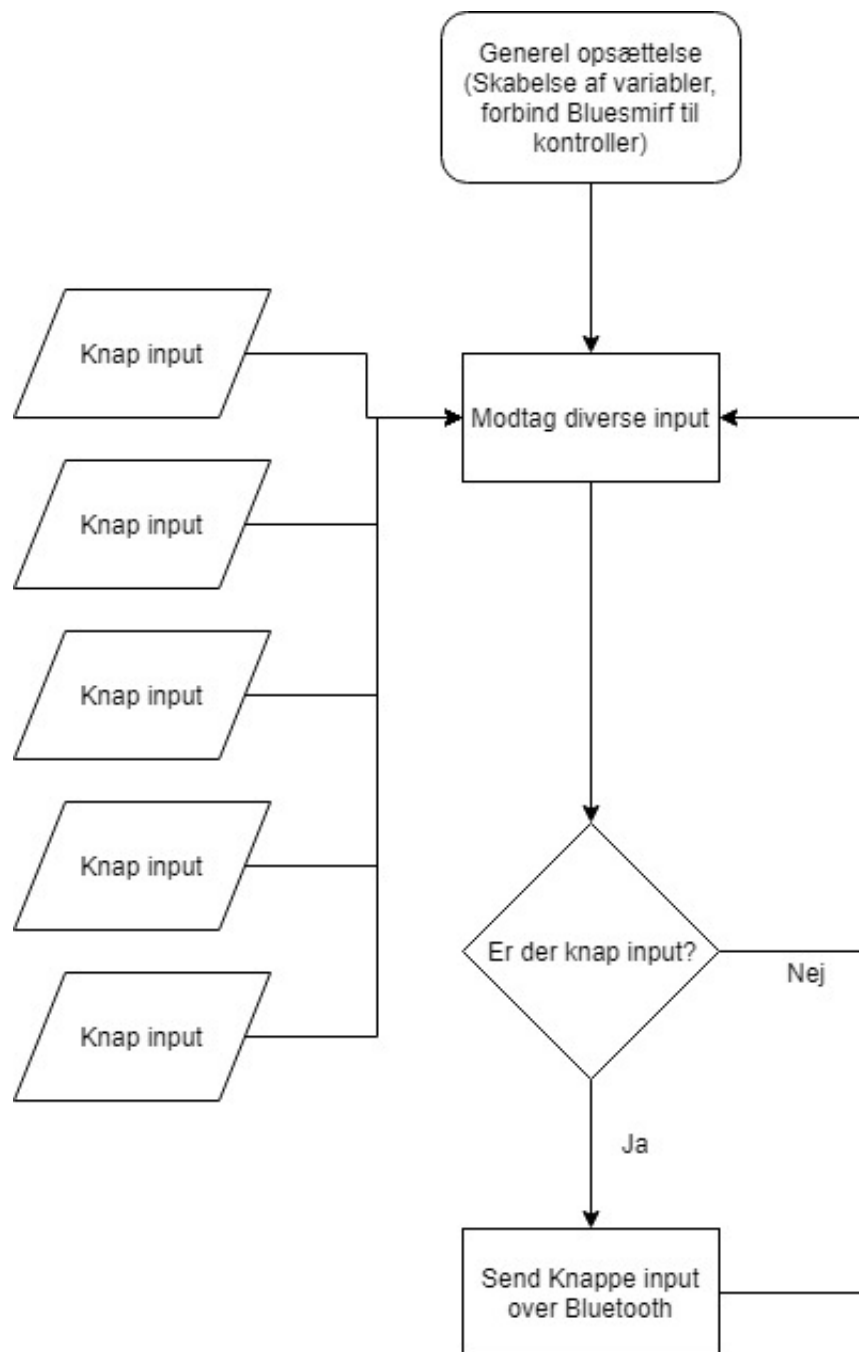 Generel opsættelse
(Skabelse af variabler,
forbind Bluesmirf til
kontroller)
Knap input
Modtag diverse input
Knap input
Knap input
Knap input
Er der knap input?
Nej
Knap input
Ja
Send Knappe input
over Bluetooth